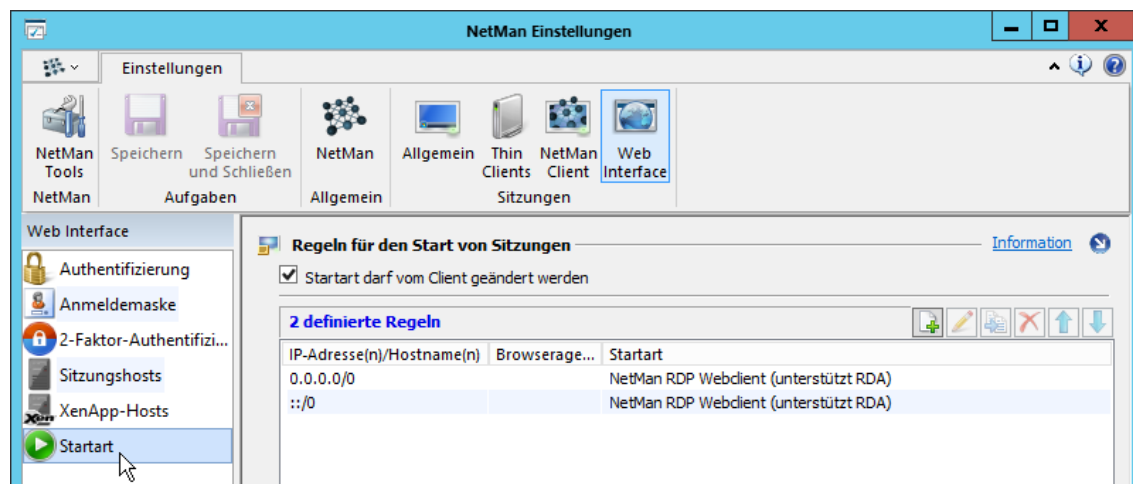 NetMan Einstellungen
Einstellungen
NetMan Tools
Speichern
Speichern und Schließen
NetMan
Allgemein
Thin Clients
NetMan Client
Web Interface
NetMan
Aufgaben
Allgemein
Sitzungen
Web Interface
Authentifizierung
Anmeldemaske
2-Faktor-Authentifizi...
Sitzungshosts
Xen
XenApp-Hosts
Startart
Regeln für den Start von Sitzungen
Information
Startart darf vom Client geändert werden
2 definierte Regeln
IP-Adresse(n)/Hostname(n) Browserage... Startart
0.0.0.0/0 NetMan RDP Webclient (unterstützt RDA)
::/0 NetMan RDP Webclient (unterstützt RDA)